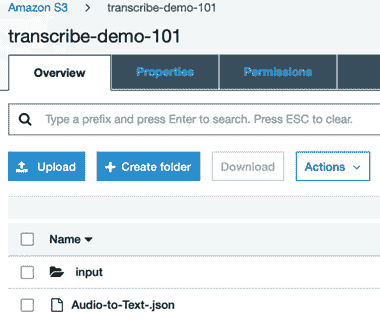 Amazon S3 > transcribe-demo-101
transcribe-demo-101
Overview Properties Permissions
Type a prefix and press Enter to search. Press ESC to clear.
Upload + Create folder Download Actions
Name
input
Audio-to-Text-.json